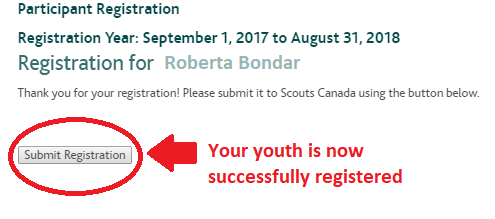 Participant Registration
Registration Year: September 1, 2017 to August 31, 2018
Registration for Roberta Bondar
Thank you for your registration! Please submit it to Scouts Canada using the button below.
Submit Registration
Your youth is now
successfully registered